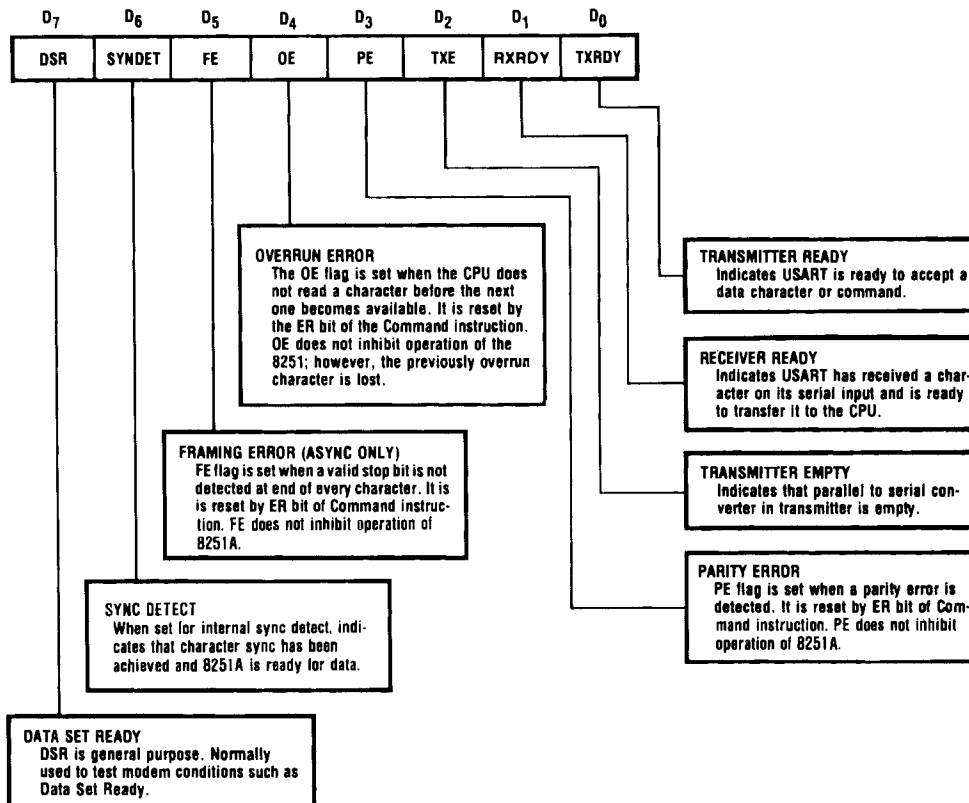 D7 D6 D5 D4 D3 D2 D1 D0
DSR SYNDET FE OE PE TXE RXRDY TXRDY
OVERRUN ERROR
The OE flag is set when the CPU does
not read a character before the next
one becomes available. It is reset by
the ER bit of the Command instruction.
OE does not inhibit operation of the
8251; however, the previously overrun
character is lost.
TRANSMITTER READY
Indicates USART is ready to accept a
data character or command.
RECEIVER READY
Indicates USART has received a char-
acter on its serial input and is ready
to transfer it to the CPU.
FRAMING ERROR (ASYNC ONLY)
FE flag is set when a valid stop bit is not
detected at end of every character. It is
is reset by ER bit of Command instruc-
tion. FE does not inhibit operation of
8251A.
TRANSMITTER EMPTY
Indicates that parallel to serial con-
verter in transmitter is empty.
PARITY ERROR
PE flag is set when a parity error is
detected. It is reset by ER bit of Com-
mand instruction. PE does not inhibit
operation of 8251A.
SYNC DETECT
When set for internal sync detect, indi-
cates that character sync has been
achieved and 8251A is ready for data.
DATA SET READY
DSR is general purpose. Normally
used to test modem conditions such as
Data Set Ready.